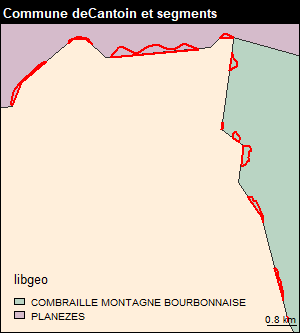 Commune deCantoin et segments
libgeo
COMBRAILLE MONTAGNE BOURBONNAISE
PLANEZES
0.8 km